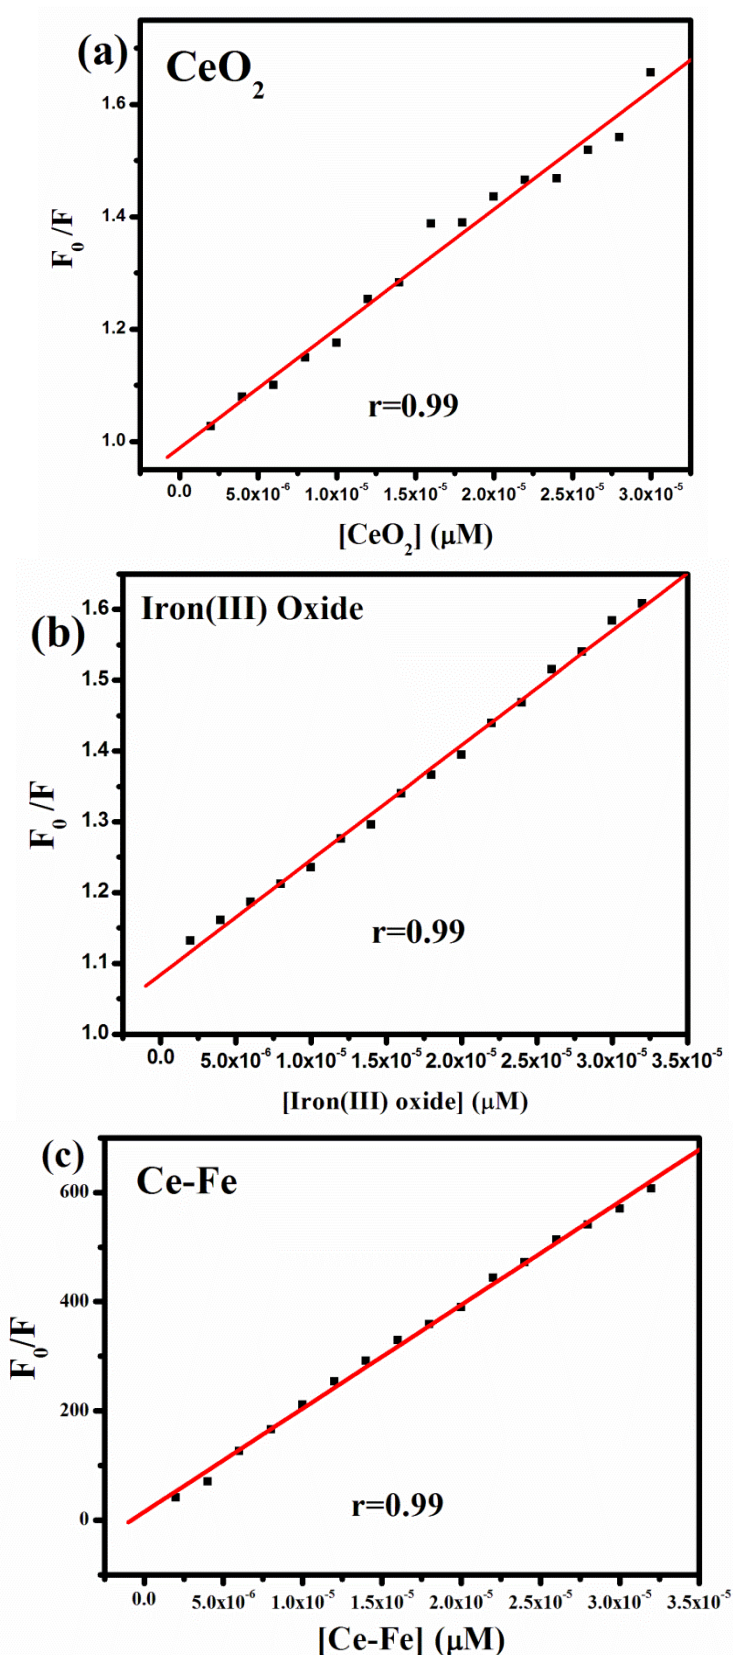 (a)
CeO₂
1.6
1.4
1.2
1.0
F₀/F
r=0.99
0.0 5.0x10⁻⁶ 1.0x10⁻⁵ 1.5x10⁻⁵ 2.0x10⁻⁵ 2.5x10⁻⁵ 3.0x10⁻⁵
[CeO₂] (μM)
(b)
Iron(III) Oxide
1.6
1.5
1.4
1.3
1.2
1.1
1.0
F₀/F
r=0.99
0.0 5.0x10⁻⁶ 1.0x10⁻⁵ 1.5x10⁻⁵ 2.0x10⁻⁵ 2.5x10⁻⁵ 3.0x10⁻⁵ 3.5x10⁻⁵
[Iron(III) oxide] (μM)
(c)
Ce-Fe
600
400
200
0
F₀/F
r=0.99
0.0 5.0x10⁻⁶ 1.0x10⁻⁵ 1.5x10⁻⁵ 2.0x10⁻⁵ 2.5x10⁻⁵ 3.0x10⁻⁵ 3.5x10⁻⁵
[Ce-Fe] (μM)